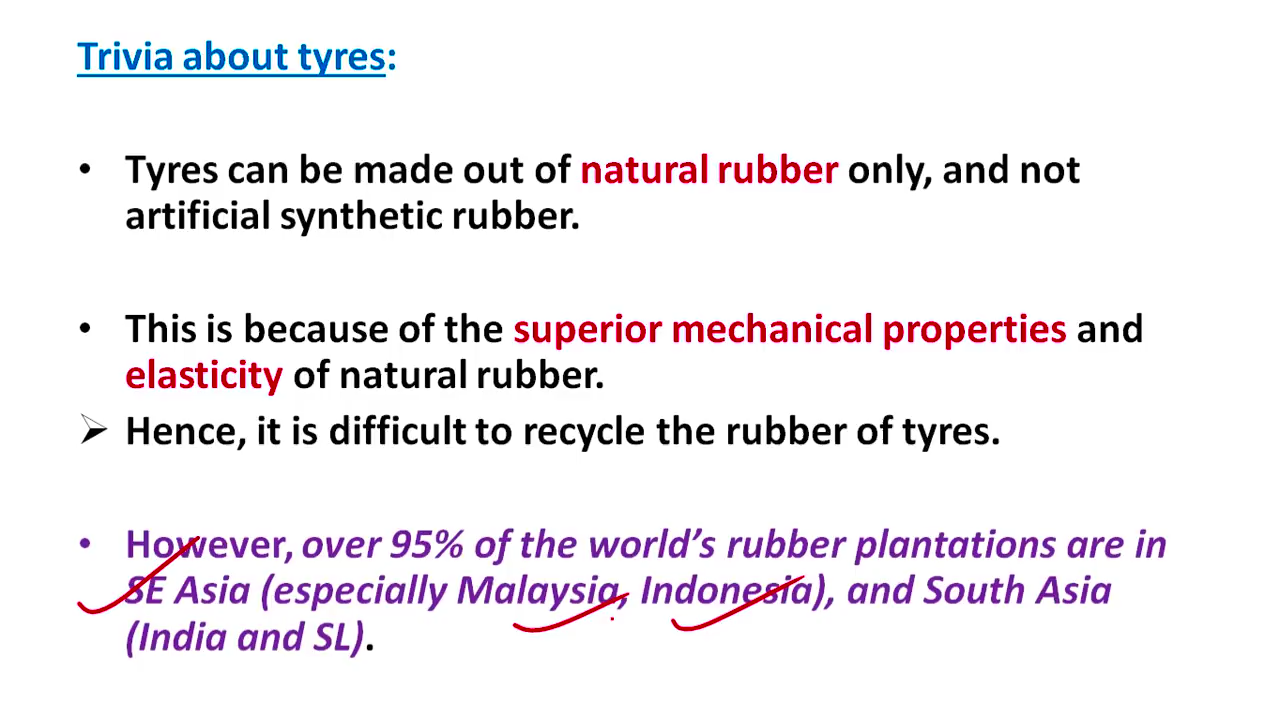 Trivia about tyres:
• Tyres can be made out of natural rubber only, and not
artificial synthetic rubber.
• This is because of the superior mechanical properties and
elasticity of natural rubber.
➢ Hence, it is difficult to recycle the rubber of tyres.
• However, over 95% of the world’s rubber plantations are in
SE Asia (especially Malaysia, Indonesia), and South Asia
(India and SL).